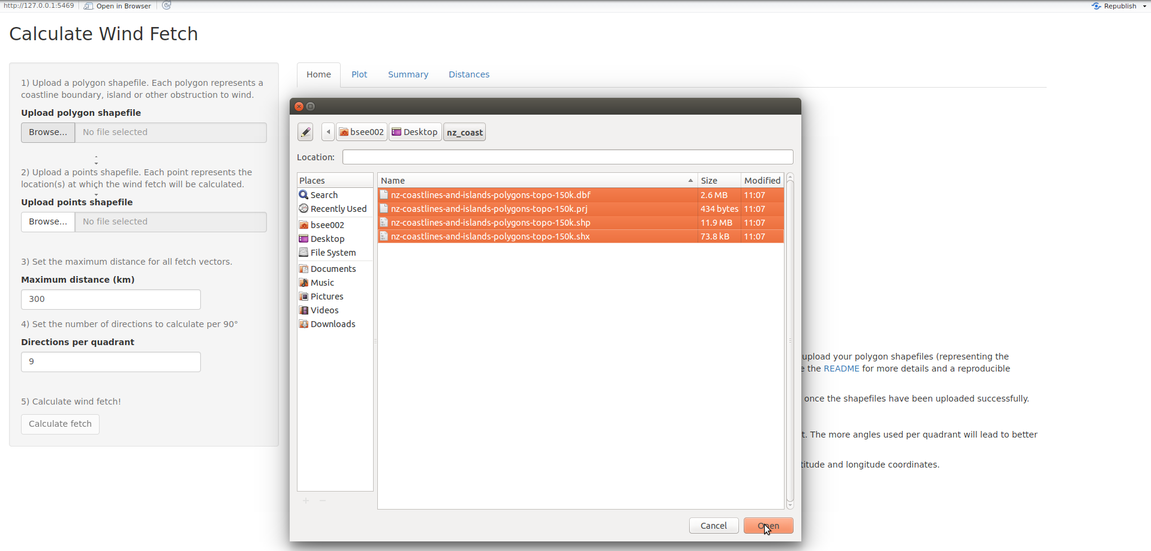 http://127.0.0.1:5469 Open in Browser Republish
Calculate Wind Fetch
1) Upload a polygon shapefile. Each polygon represents a
coastline boundary, island or other obstruction to wind.
Upload polygon shapefile
Browse... No file selected
2) Upload a points shapefile. Each point represents the
location(s) at which the wind fetch will be calculated.
Upload points shapefile
Browse... No file selected
3) Set the maximum distance for all fetch vectors.
Maximum distance (km)
300
4) Set the number of directions to calculate per 90°
Directions per quadrant
9
5) Calculate wind fetch!
Calculate fetch
Home Plot Summary Distances
bsee002 Desktop nz_coast
Location:
Places
Search
Recently Used
bsee002
Desktop
File System
Documents
Music
Pictures
Videos
Downloads
Name Size Modified
nz-coastlines-and-islands-polygons-topo-150k.dbf 2.6 MB 11:07
nz-coastlines-and-islands-polygons-topo-150k.prj 434 bytes 11:07
nz-coastlines-and-islands-polygons-topo-150k.shp 11.9 MB 11:07
nz-coastlines-and-islands-polygons-topo-150k.shx 73.8 kB 11:07
Cancel Open
upload your polygon shapefiles (representing the
e the README for more details and a reproducible
once the shapefiles have been uploaded successfully.
t. The more angles used per quadrant will lead to better
titude and longitude coordinates.